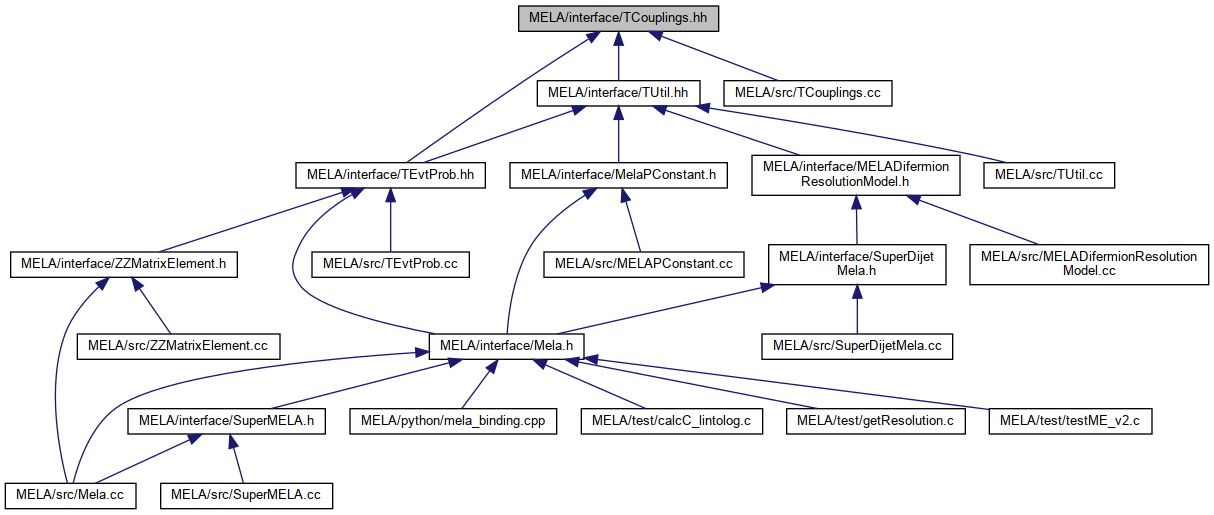 MELA/interface/TCouplings.hh
MELA/interface/TUtil.hh
MELA/src/TCouplings.cc
MELA/interface/TEvtProb.hh
MELA/interface/MelaPConstant.h
MELA/interface/MELADifermion
ResolutionModel.h
MELA/src/TUtil.cc
MELA/interface/ZZMatrixElement.h
MELA/src/TEvtProb.cc
MELA/src/MELAPConstant.cc
MELA/interface/SuperDijet
Mela.h
MELA/src/MELADifermionResolution
Model.cc
MELA/src/ZZMatrixElement.cc
MELA/interface/Mela.h
MELA/src/SuperDijetMela.cc
MELA/interface/SuperMELA.h
MELA/python/mela_binding.cpp
MELA/test/calcC_lintolog.c
MELA/test/getResolution.c
MELA/test/testME_v2.c
MELA/src/Mela.cc
MELA/src/SuperMELA.cc